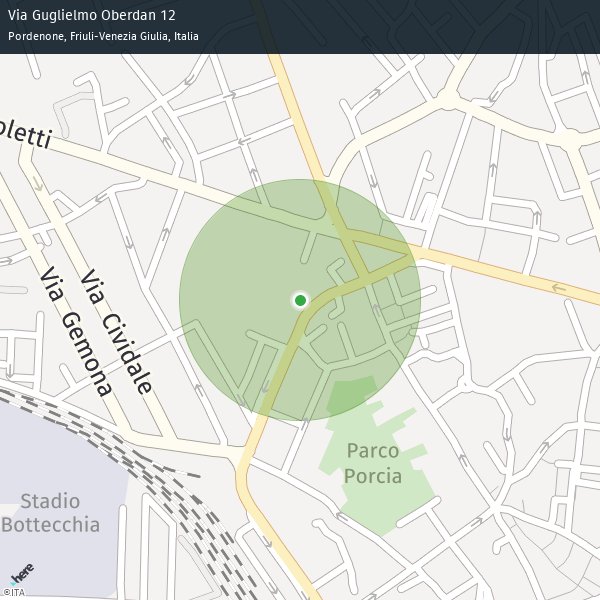 Via Guglielmo Oberdan 12
Pordenone, Friuli-Venezia Giulia, Italia
oletti
Via Gemona
Via Cividale
Parco
Porcia
Stadio
Bottecchia
here
©ITA